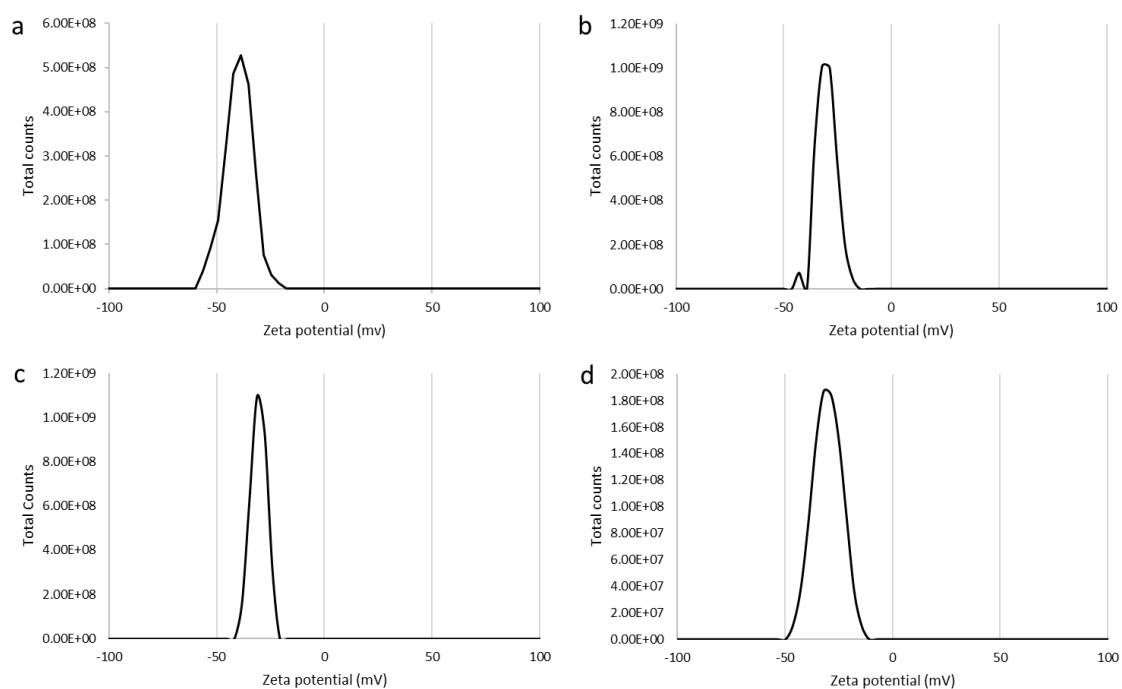 a
6.00E+08
5.00E+08
4.00E+08
3.00E+08
2.00E+08
1.00E+08
0.00E+00
Total counts
-100 -50 0 50 100
Zeta potential (mv)
b
1.20E+09
1.00E+09
8.00E+08
6.00E+08
4.00E+08
2.00E+08
0.00E+00
Total counts
-100 -50 0 50 100
Zeta potential (mV)
c
1.20E+09
1.00E+09
8.00E+08
6.00E+08
4.00E+08
2.00E+08
0.00E+00
Total Counts
-100 -50 0 50 100
Zeta potential (mV)
d
2.00E+08
1.80E+08
1.60E+08
1.40E+08
1.20E+08
1.00E+08
8.00E+07
6.00E+07
4.00E+07
2.00E+07
0.00E+00
Total counts
-100 -50 0 50 100
Zeta potential (mV)